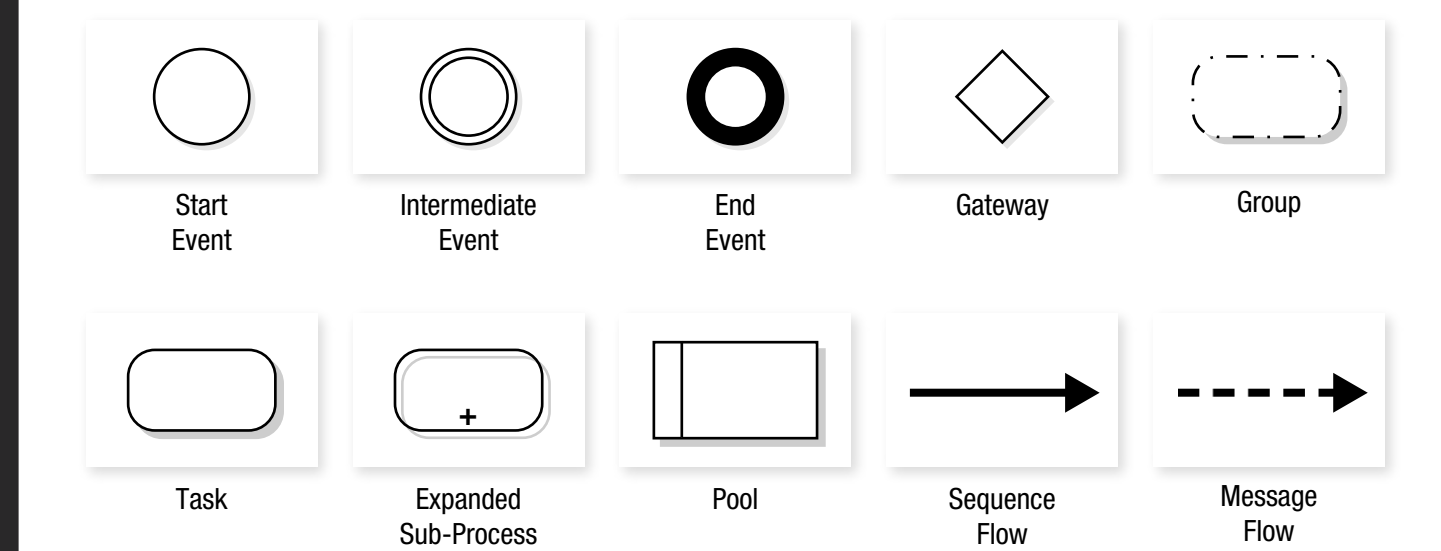 Start
Event
Intermediate
Event
End
Event
Gateway
Group
Task
Expanded
Sub-Process
Pool
Sequence
Flow
Message
Flow